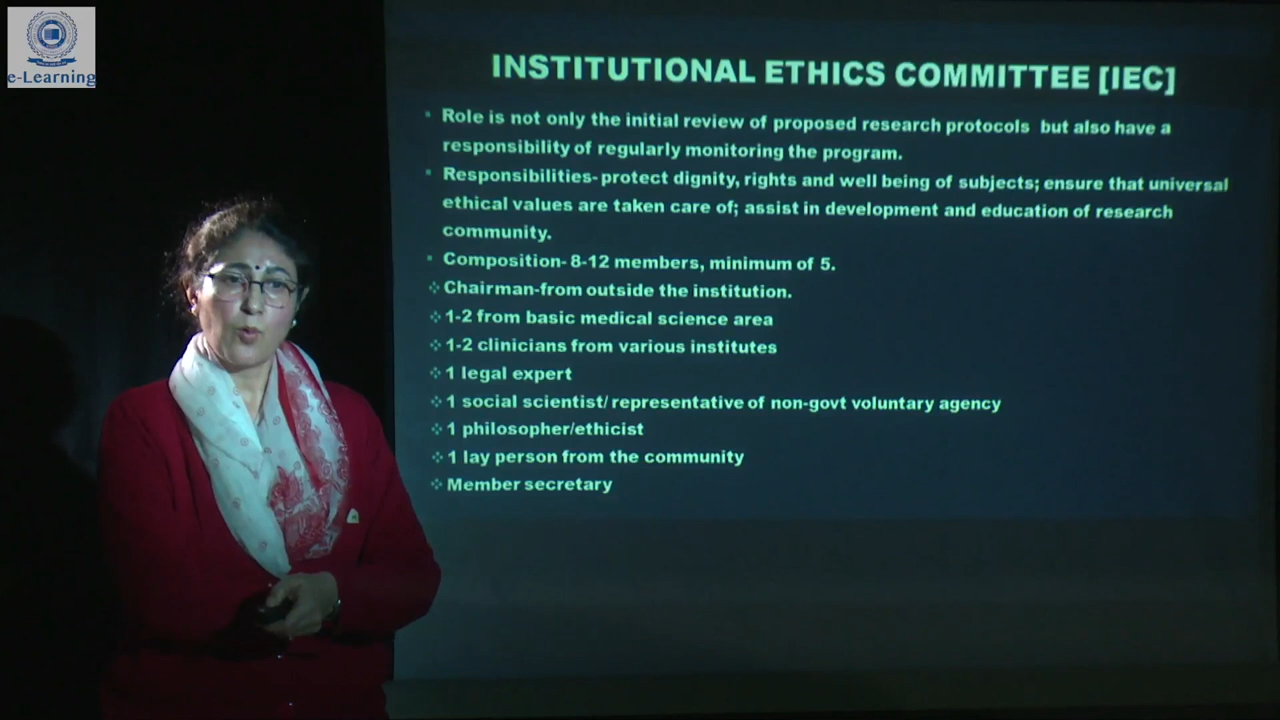 e-Learning
INSTITUTIONAL ETHICS COMMITTEE [IEC]
Role is not only the initial review of proposed research protocols but also have a
responsibility of regularly monitoring the program.
Responsibilities- protect dignity, rights and well being of subjects; ensure that universal
ethical values are taken care of; assist in development and education of research
community.
Composition- 8-12 members, minimum of 5.
Chairman-from outside the institution.
1-2 from basic medical science area
1-2 clinicians from various institutes
1 legal expert
1 social scientist/ representative of non-govt voluntary agency
1 philosopher/ethicist
1 lay person from the community
Member secretary